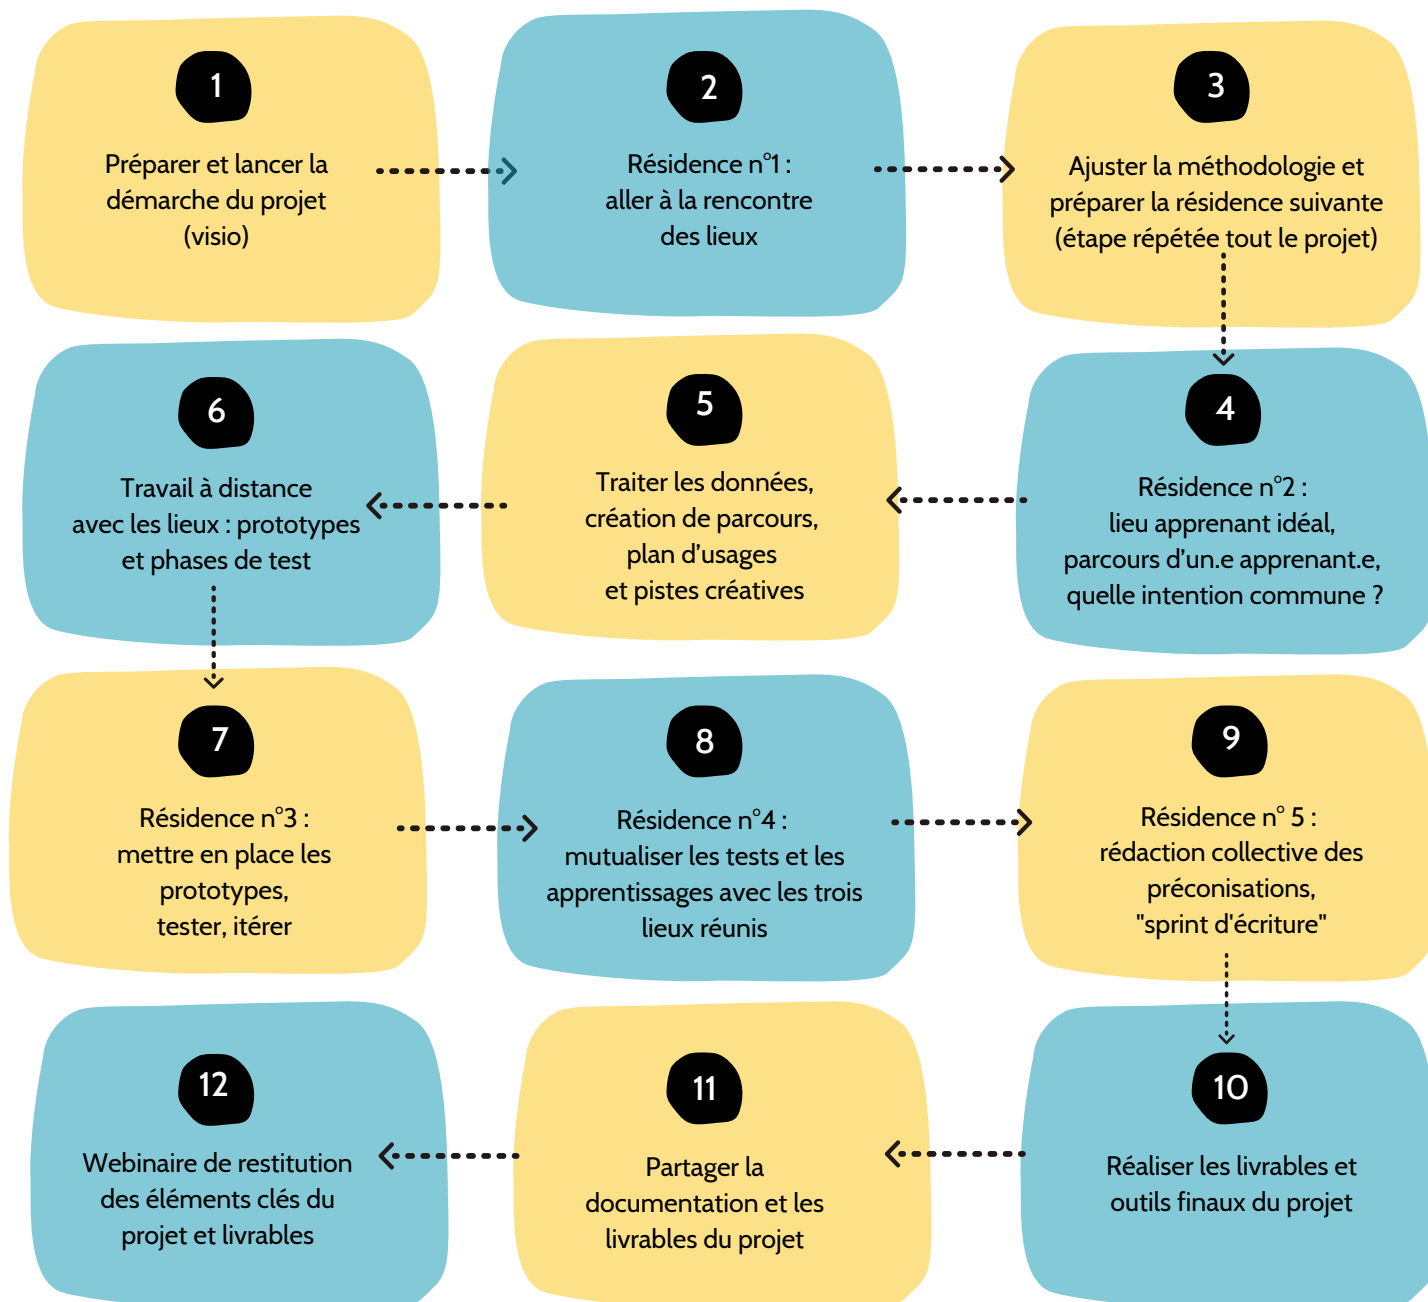 1
Préparer et lancer la
démarche du projet
(visio)
2
Résidence n°1 :
aller à la rencontre
des lieux
3
Ajuster la méthodologie et
préparer la résidence suivante
(étape répétée tout le projet)
4
Résidence n°2 :
lieu apprenant idéal,
parcours d'un.e apprenant.e,
quelle intention commune ?
5
Traiter les données,
création de parcours,
plan d'usages
et pistes créatives
6
Travail à distance
avec les lieux : prototypes
et phases de test
7
Résidence n°3 :
mettre en place les
prototypes,
tester, itérer
8
Résidence n°4 :
mutualiser les tests et les
apprentissages avec les trois
lieux réunis
9
Résidence n° 5 :
rédaction collective des
préconisations,
"sprint d'écriture"
10
Réaliser les livrables et
outils finaux du projet
11
Partager la
documentation et les
livrables du projet
12
Webinaire de restitution
des éléments clés du
projet et livrables